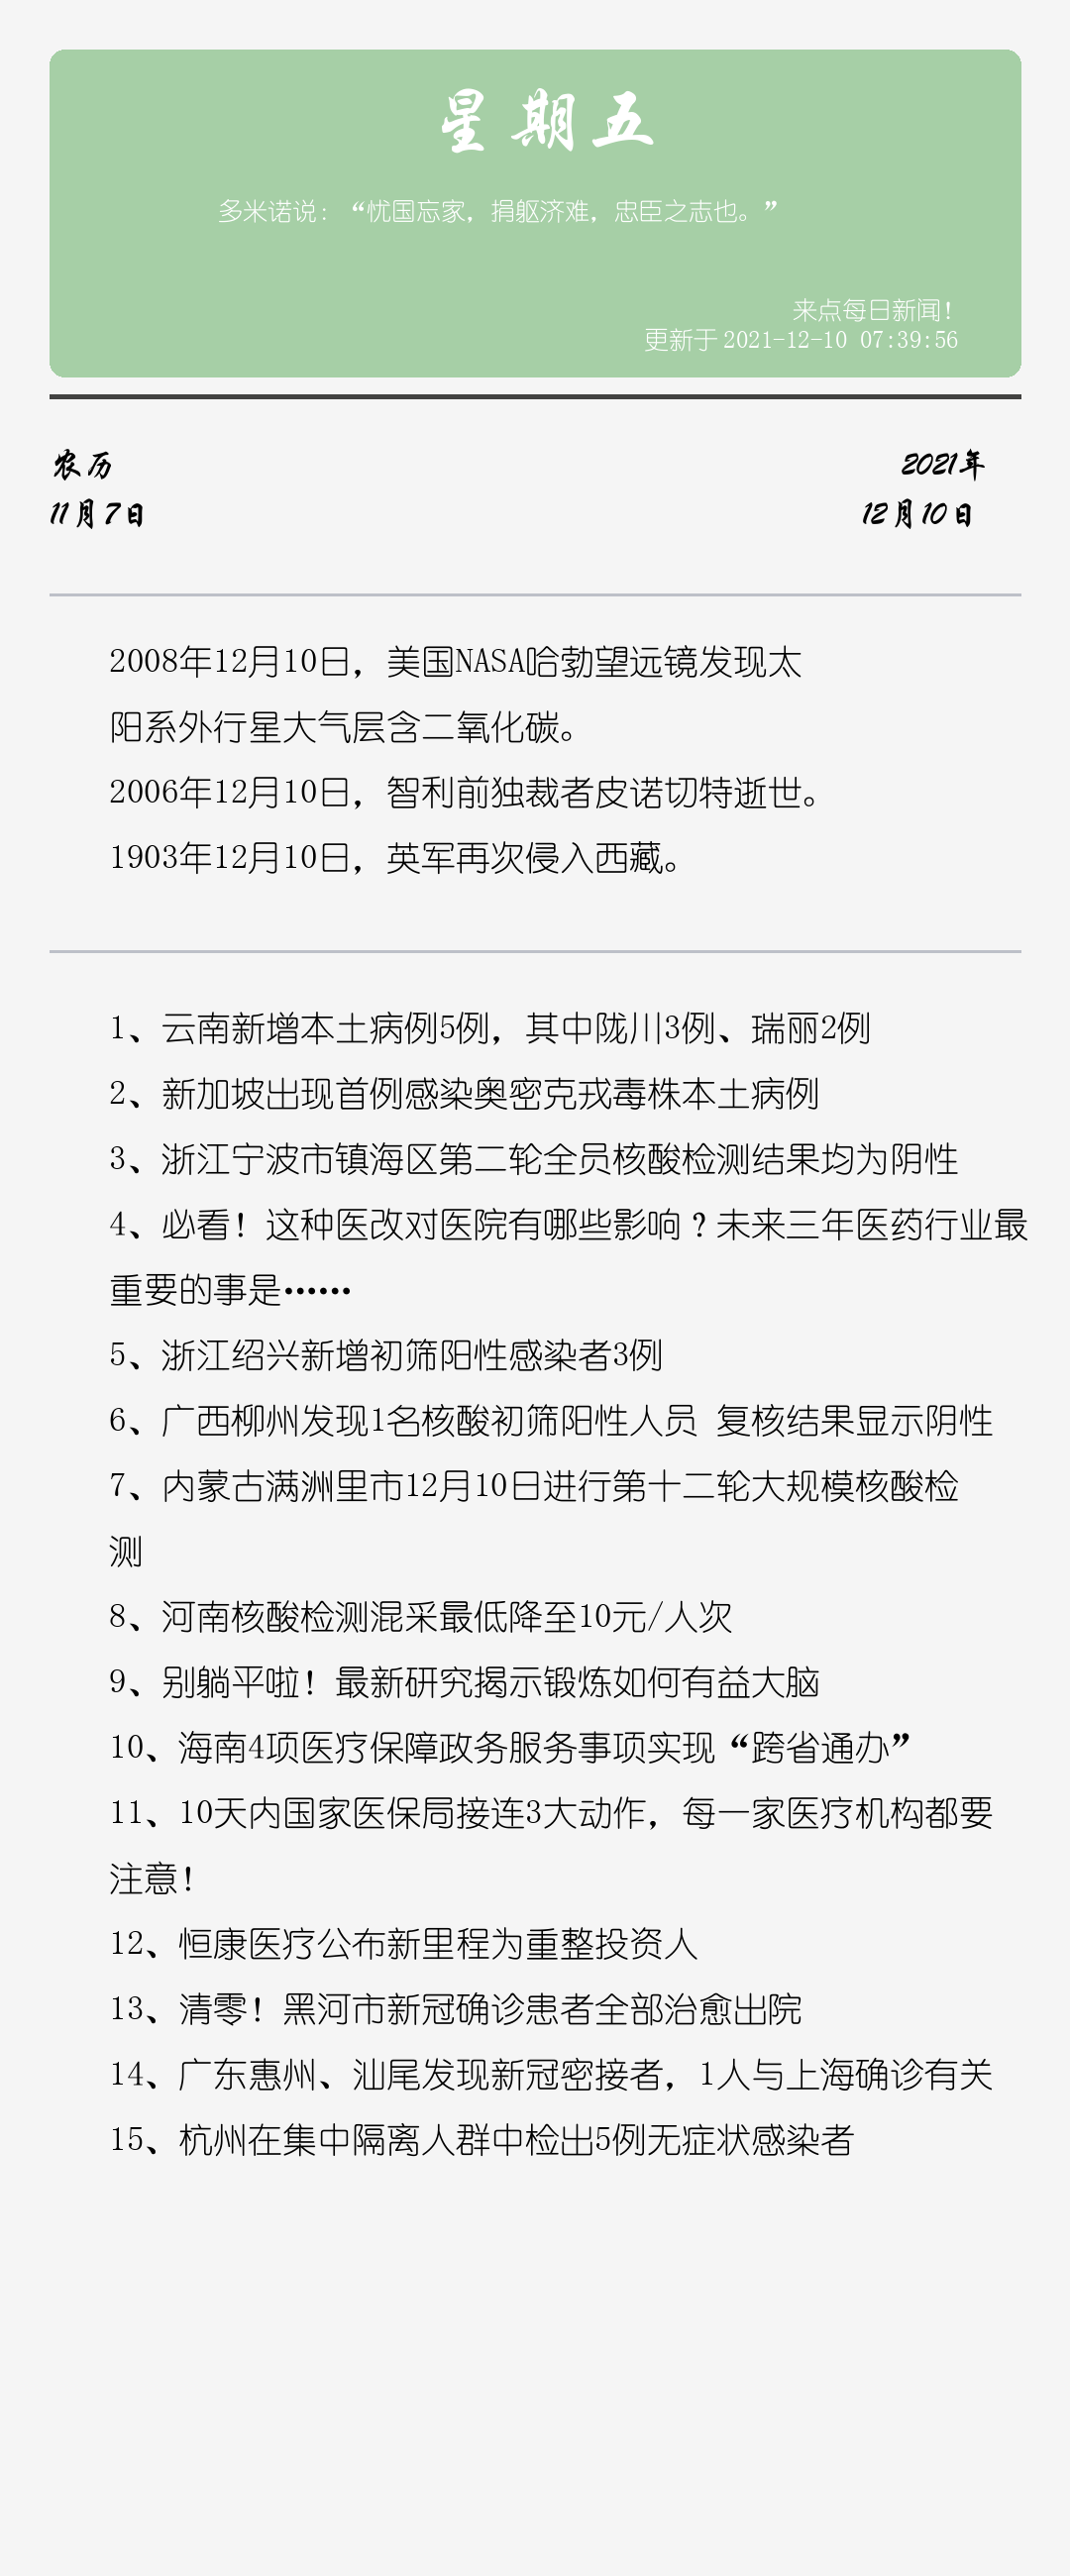 星期五
多米诺说：“忧国忘家，捐躯济难，忠臣之志也。”
来点每日新闻！
更新于 2021-12-10 07:39:56
农历
2021年
11月7日
12月10日
2008年12月10日，美国NASA哈勃望远镜发现太
阳系外行星大气层含二氧化碳。
2006年12月10日，智利前独裁者皮诺切特逝世。
1903年12月10日，英军再次侵入西藏。
1、云南新增本土病例5例，其中陇川3例、瑞丽2例
2、新加坡出现首例感染奥密克戎毒株本土病例
3、浙江宁波市镇海区第二轮全员核酸检测结果均为阴性
4、必看！这种医改对医院有哪些影响？未来三年医药行业最
重要的事是……
5、浙江绍兴新增初筛阳性感染者3例
6、广西柳州发现1名核酸初筛阳性人员 复核结果显示阴性
7、内蒙古满洲里市12月10日进行第十二轮大规模核酸检
测
8、河南核酸检测混采最低降至10元/人次
9、别躺平啦！最新研究揭示锻炼如何有益大脑
10、海南4项医疗保障政务服务事项实现“跨省通办”
11、10天内国家医保局接连3大动作，每一家医疗机构都要
注意！
12、恒康医疗公布新里程为重整投资人
13、清零！黑河市新冠确诊患者全部治愈出院
14、广东惠州、汕尾发现新冠密接者，1人与上海确诊有关
15、杭州在集中隔离人群中检出5例无症状感染者